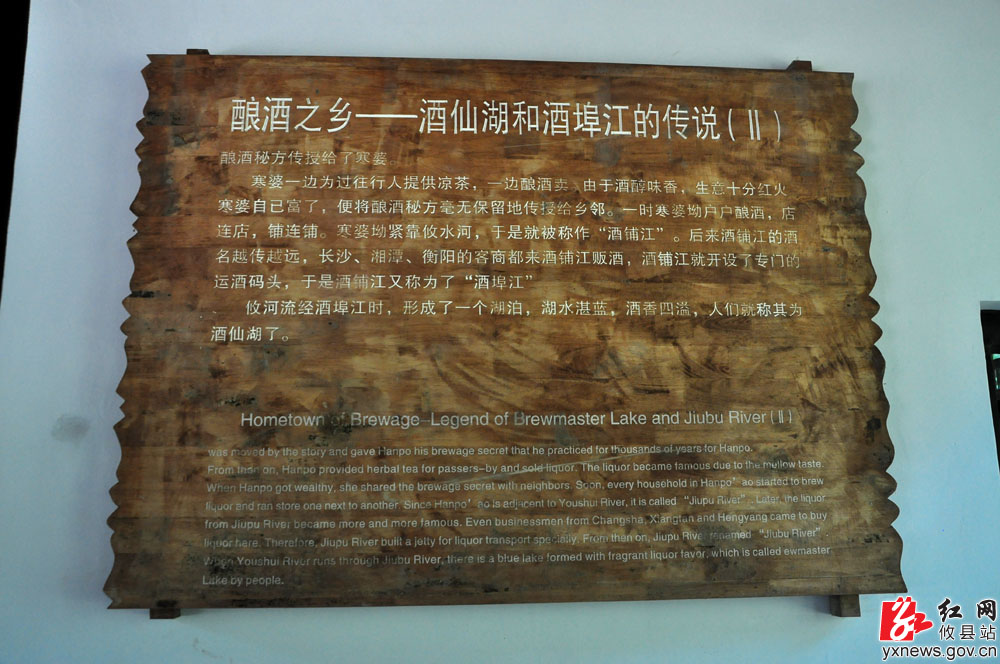 酿酒之乡——酒仙湖和酒埠江的传说(Ⅱ)
酿酒秘方传授给了寒婆。
寒婆一边为过往行人提供凉茶，一边酿酒卖。由于酒醇味香，生意十分红火
寒婆自已富了，便将酿酒秘方毫无保留地传授给乡邻。一时寒婆坳户户酿酒，店
连店，铺连铺。寒婆坳紧靠攸水河，于是就被称作“酒铺江”。后来酒铺江的酒
名越传越远，长沙、湘潭、衡阳的客商都来酒铺江贩酒，酒铺江就开设了专门的
运酒码头，于是酒铺江又称为了“酒埠江”
攸河流经酒埠江时，形成了一个湖泊，湖水湛蓝，酒香四溢，人们就称其为
酒仙湖了。
Hometown of Brewage-Legend of Brewmaster Lake and Jiubu River(Ⅱ)
was moved by the story and gave Hanpo his brewage secret that he practiced for thousands of years for Hanpo.
From then on, Hanpo provided herbal tea for passers-by and sold liquor. The liquor became famous due to the mellow taste.
When Hanpo got wealthy, she shared the brewage secret with neighbors. Soon, every household in Hanpo’ao started to brew
liquor and ran store one next to another. Since Hanpo’ao is adjacent to Youshui River, it is called “Jiupu River”. Later, the liquor
from Jiupu River became more and more famous. Even businessmen from Changsha, Xiangtan and Hengyang came to buy
liquor here. Therefore, Jiupu River built a jetty for liquor transport specially. From then on, Jiupu River renamed “Jiubu River”.
When Youshui River runs through Jiubu River, there is a blue lake formed with fragrant liquor favor, which is called ewmaster
Lake by people.
红网
攸县站
yxnews.gov.cn